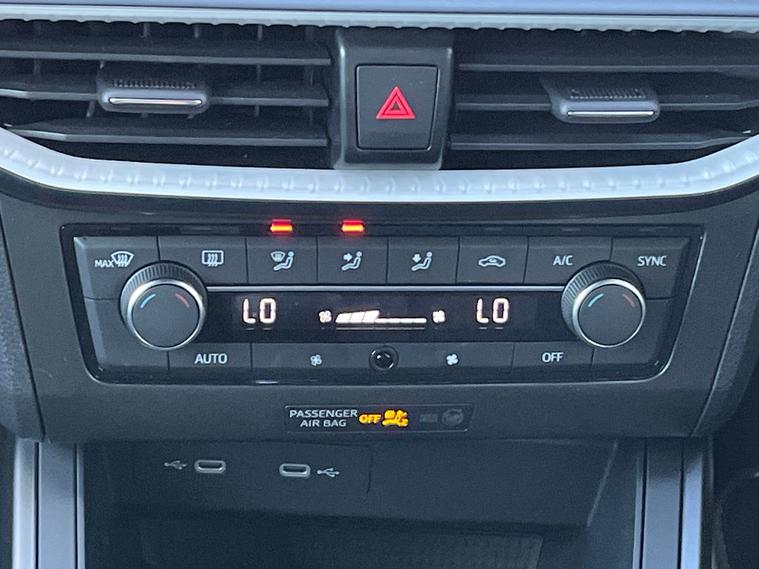 MAX
A/C
SYNC
LO
LO
AUTO
OFF
PASSENGER
AIR BAG
OFF